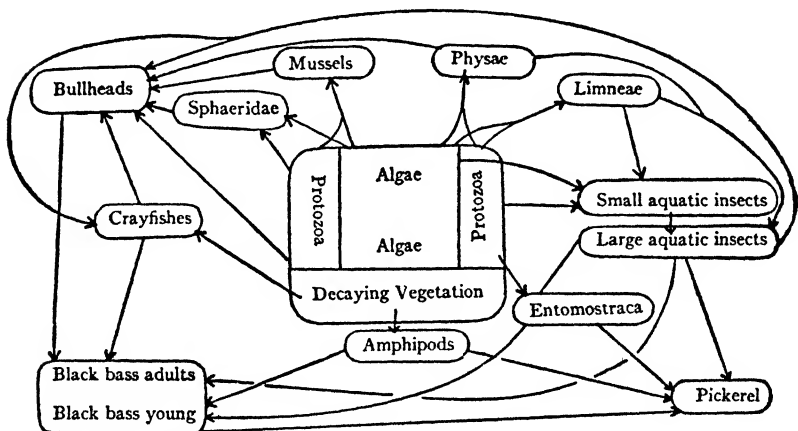 Mussels
Physae
Bullheads
Limneae
Sphaeridae
Protozoa
Algae
Protozoa
Small aquatic insects
Crayfishes
Algae
Large aquatic insects
Decaying Vegetation
Entomostraca
Amphipods
Black bass adults
Pickerel
Black bass young